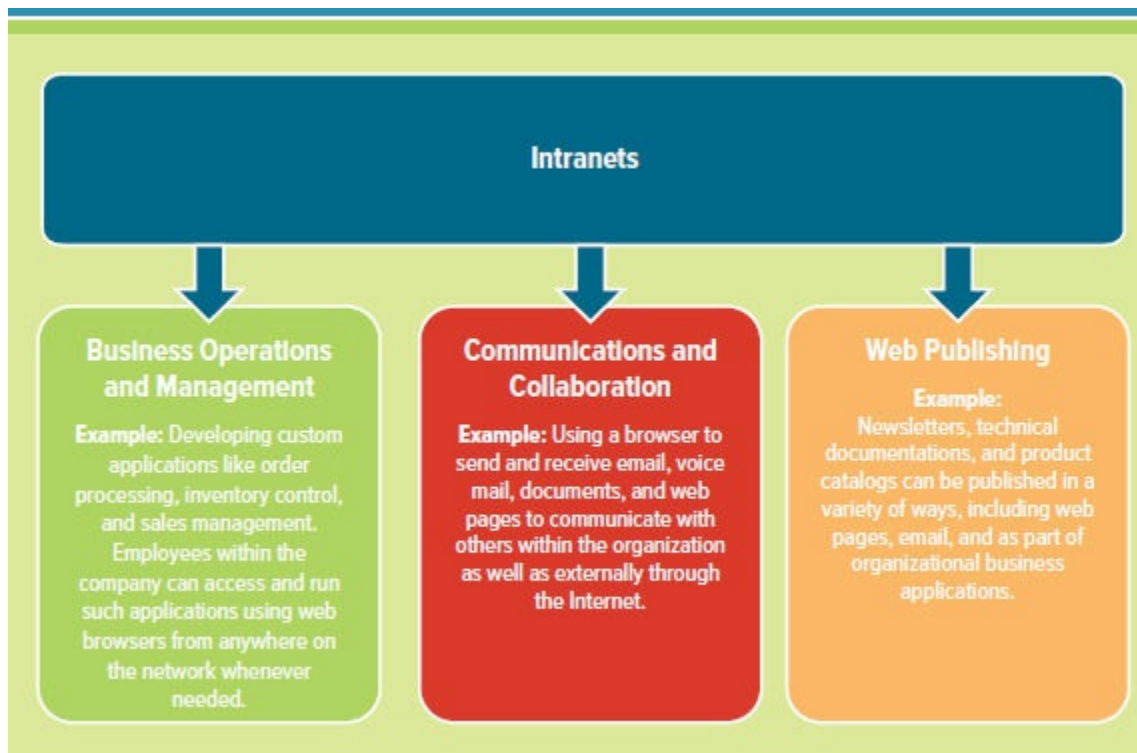 Intranets
Business Operations
and Management
Example: Developing custom
applications like order
processing, inventory control,
and sales management.
Employees within the
company can access and run
such applications using web
browsers from anywhere on
the network whenever
needed.
Communications and
Collaboration
Example: Using a browser to
send and receive email, voice
mail, documents, and web
pages to communicate with
others within the organization
as well as externally through
the Internet.
Web Publishing
Example:
Newsletters, technical
documentations, and product
catalogs can be published in a
variety of ways, including web
pages, email, and as part of
organizational business
applications.